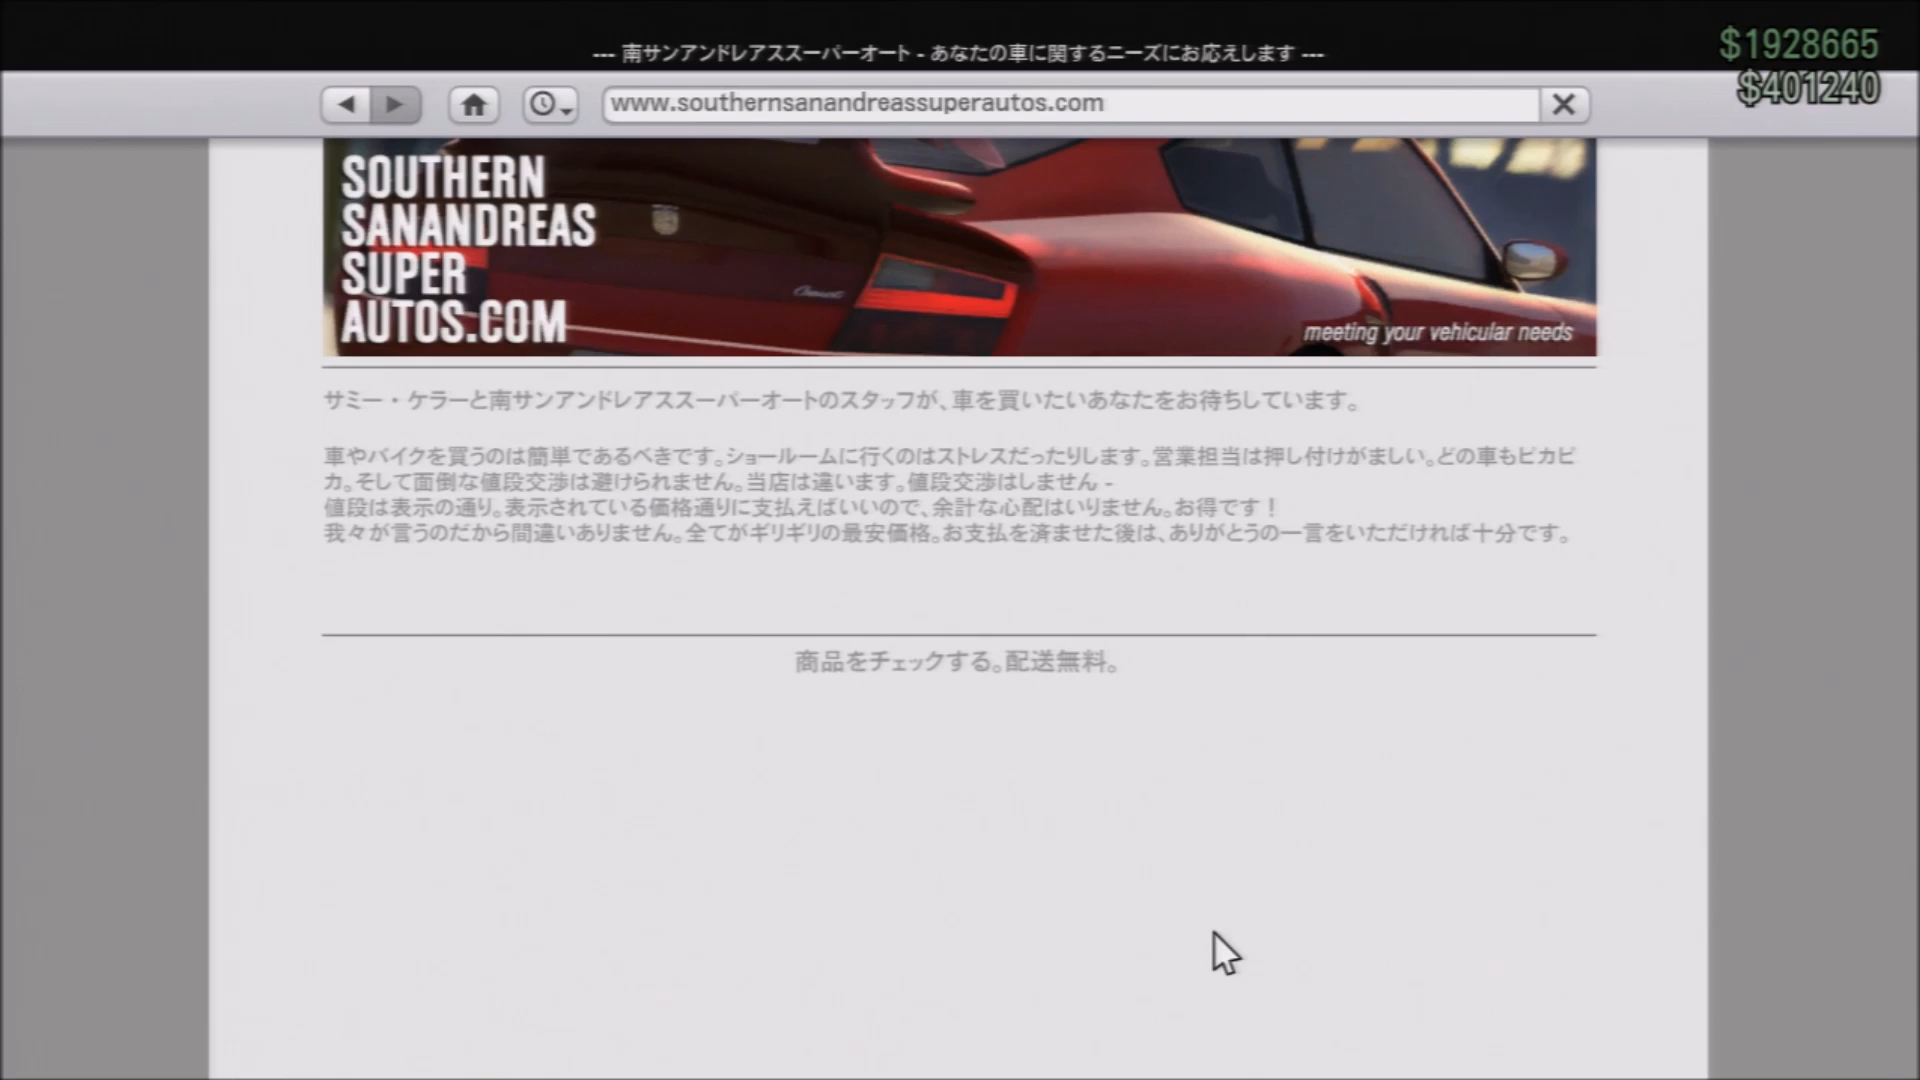 --- 南サンアンドレアススーパーオート - あなたの車に関するニーズにお応えします ---
$1928665
$401240
www.southernsanandreassuperautos.com
SOUTHERN
SANANDREAS
SUPER
AUTOS.COM
meeting your vehicular needs
サミー・ケラーと南サンアンドレアススーパーオートのスタッフが、車を買いたいあなたをお待ちしています。
車やバイクを買うのは簡単であるべきです。ショールームに行くのはストレスだったりします。営業担当は押し付けがましい。どの車もピカピ
カ。そして面倒な値段交渉は避けられません。当店は違います。値段交渉はしません -
値段は表示の通り。表示されている価格通りに支払えばいいので、余計な心配はいりません。お得です！
我々が言うのだから間違いありません。全てがギリギリの最安価格。お支払を済ませた後は、ありがとうの一言をいただければ十分です。
商品をチェックする。配送無料。